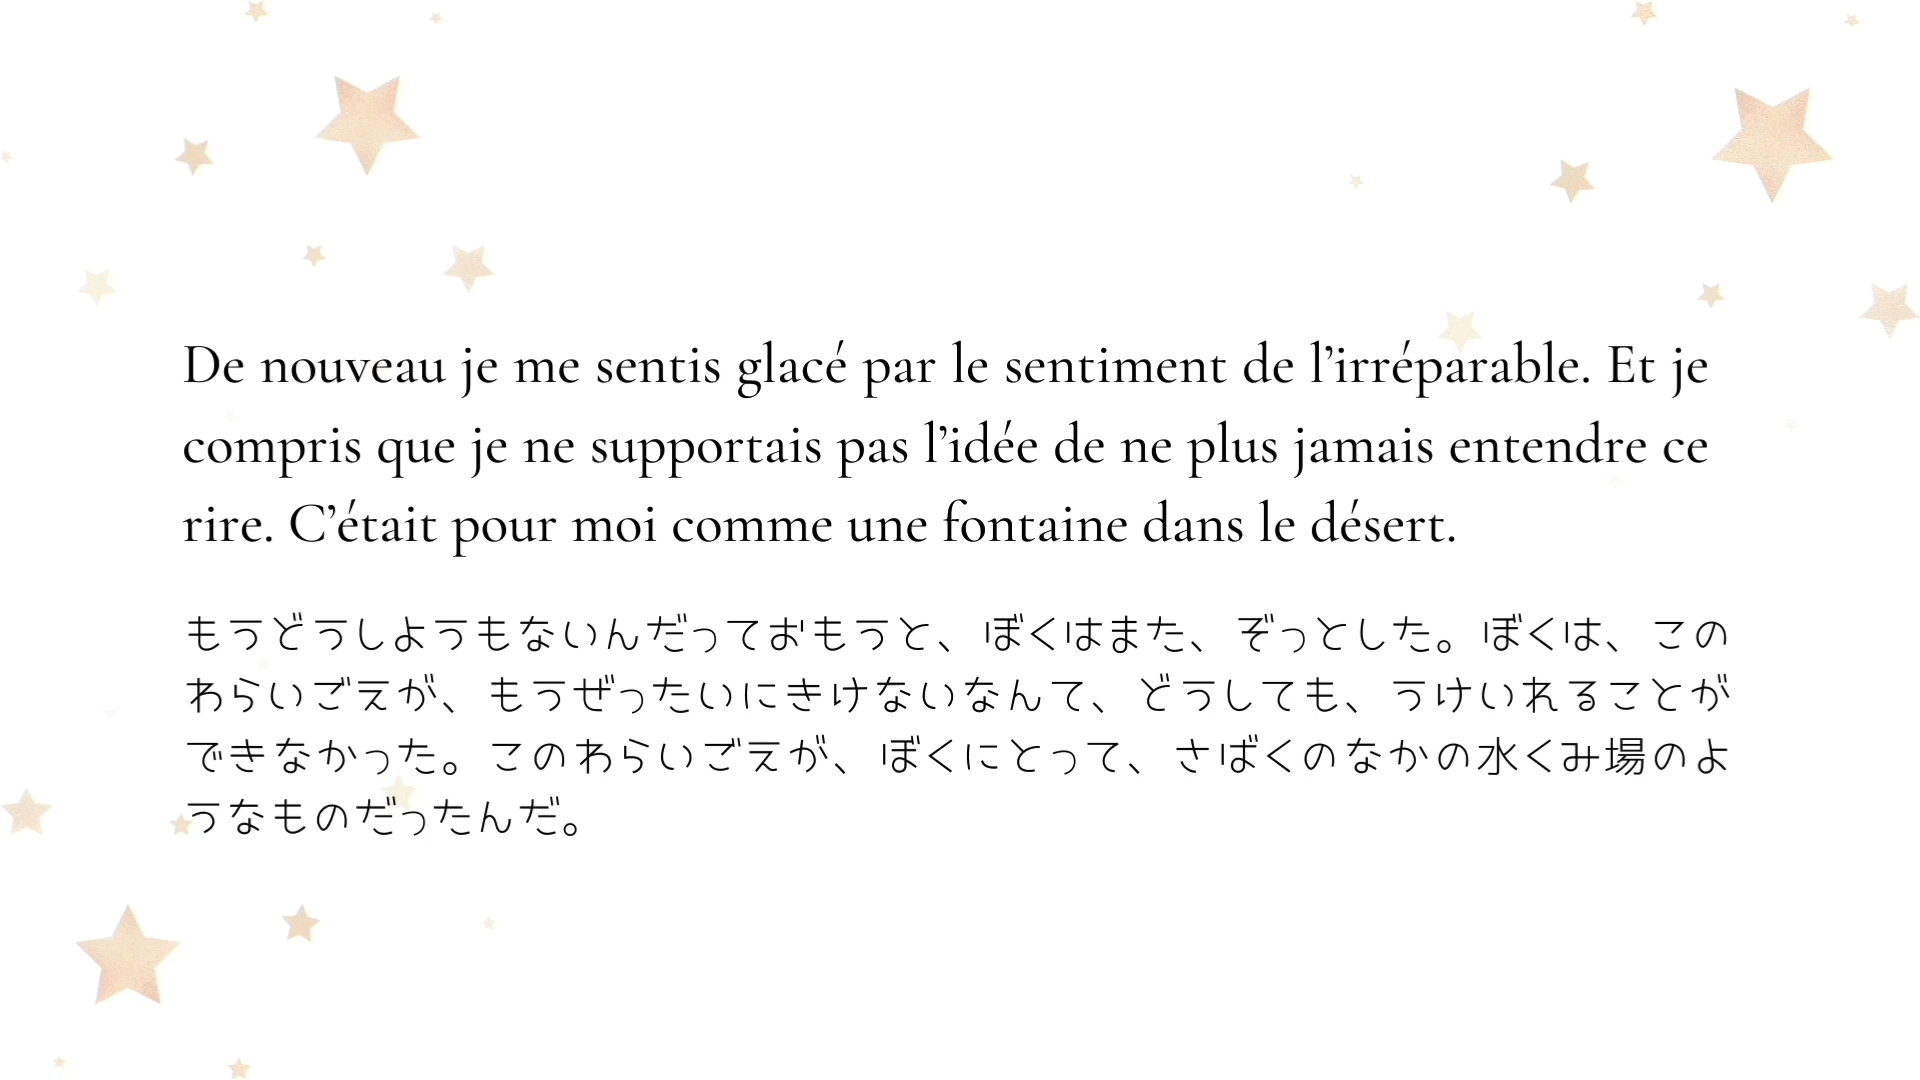 De nouveau je me sentis glacé par le sentiment de l’irréparable. Et je
compris que je ne supportais pas l’idée de ne plus jamais entendre ce
rire. C’était pour moi comme une fontaine dans le désert.
もうどうしようもないんだっておもうと、ぼくはまた、ぞっとした。ぼくは、この
わらいごえが、もうぜったいにきけないなんて、どうしても、うけいれることが
できなかった。このわらいごえが、ぼくにとって、さばくのなかの水くみ場のよ
うなものだったんだ。